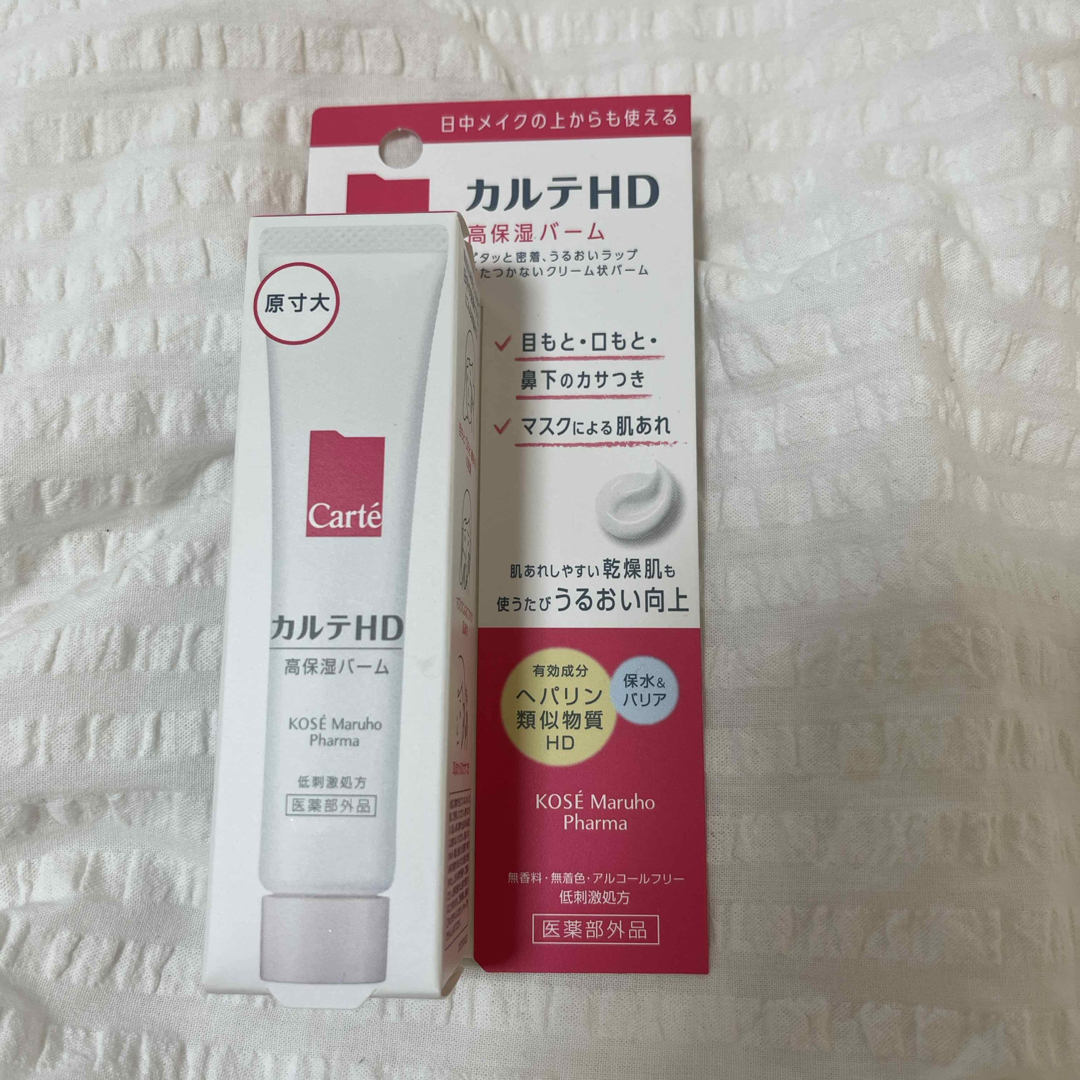 日中メイクの上からも使える
カルテHD
高保湿バーム
ピタッと密着、うるおいラップ
たつかないクリーム状バーム
目もと・口もと・
鼻下のカサつき
マスクによる肌あれ
肌あれしやすい乾燥肌も
使うたびうるおい向上
有効成分
ヘパリン
類似物質
HD
保水&
バリア
KOSÉ Maruho
Pharma
無香料・無着色・アルコールフリー
低刺激処方
医薬部外品
原寸大
Carté
カルテHD
高保湿バーム
KOSÉ Maruho
Pharma
低刺激処方
医薬部外品